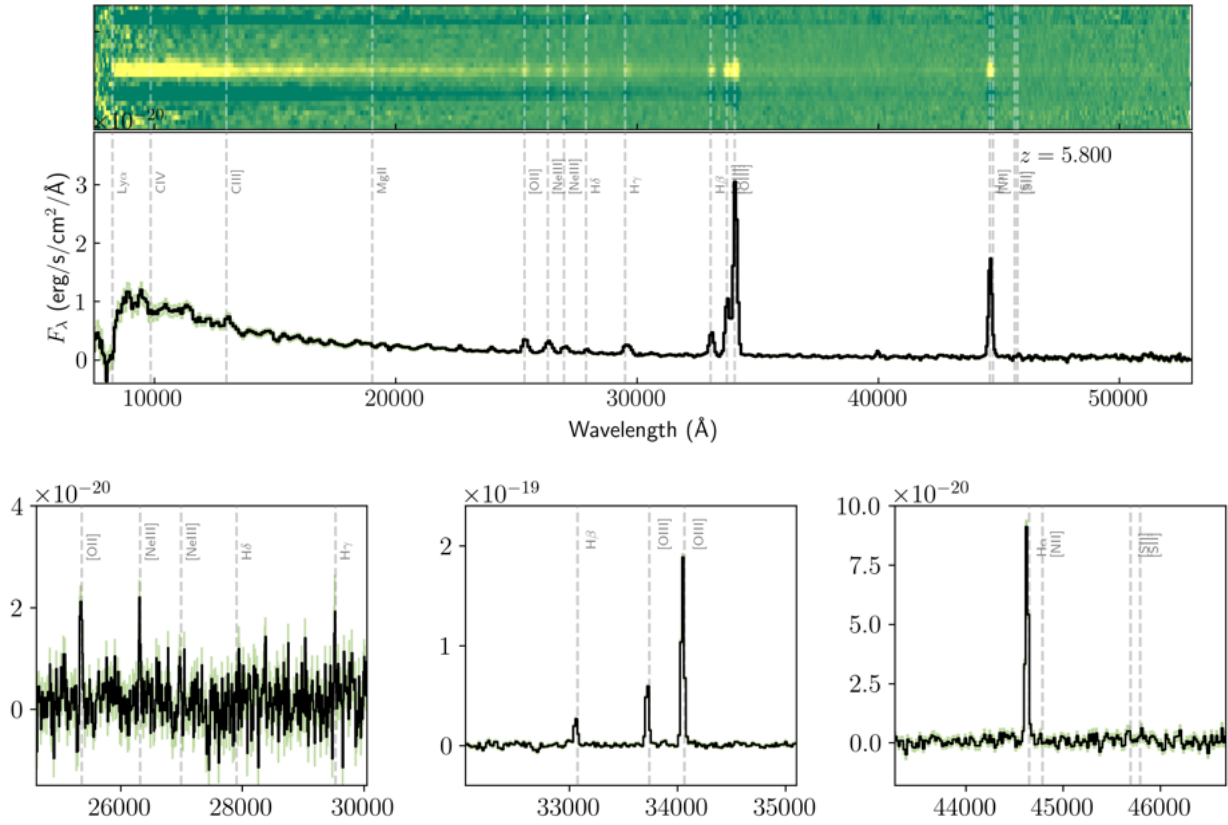 ×10⁻²⁰
z = 5.800
Lyα CIV CIII] MgII [OII] [NeIII] [NeIII] Hδ Hγ Hβ [OIII] [NII] [SII]
3
2
1
0
F_λ (erg/s/cm²/Å)
10000 20000 30000 40000 50000
Wavelength (Å)
×10⁻²⁰
4
2
0
[OII] [NeIII] [NeIII] Hδ Hγ
26000 28000 30000
×10⁻¹⁹
2
1
0
Hβ [OIII] [OIII]
33000 34000 35000
×10⁻²⁰
10.0
7.5
5.0
2.5
0.0
Hα [NII] [SII] [SII]
44000 45000 46000